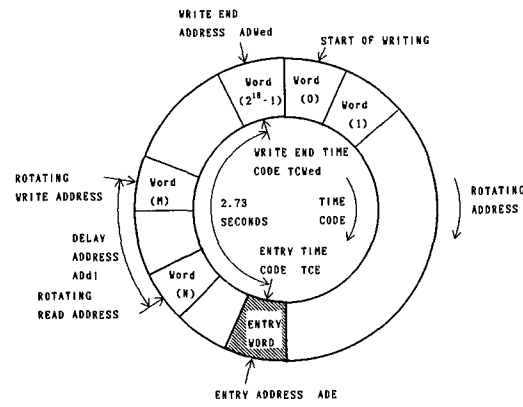 WRITE END
ADDRESS ADWed
START OF WRITING
Word
(2¹⁸-1)
Word
(0)
Word
(1)
WRITE END TIME
CODE TCWed
ROTATING
WRITE ADDRESS
Word
(M)
2.73
SECONDS
TIME
CODE
ROTATING
ADDRESS
DELAY
ADDRESS
ADdl
ROTATING
READ ADDRESS
Word
(N)
ENTRY TIME
CODE TCE
ENTRY
WORD
ENTRY ADDRESS ADE